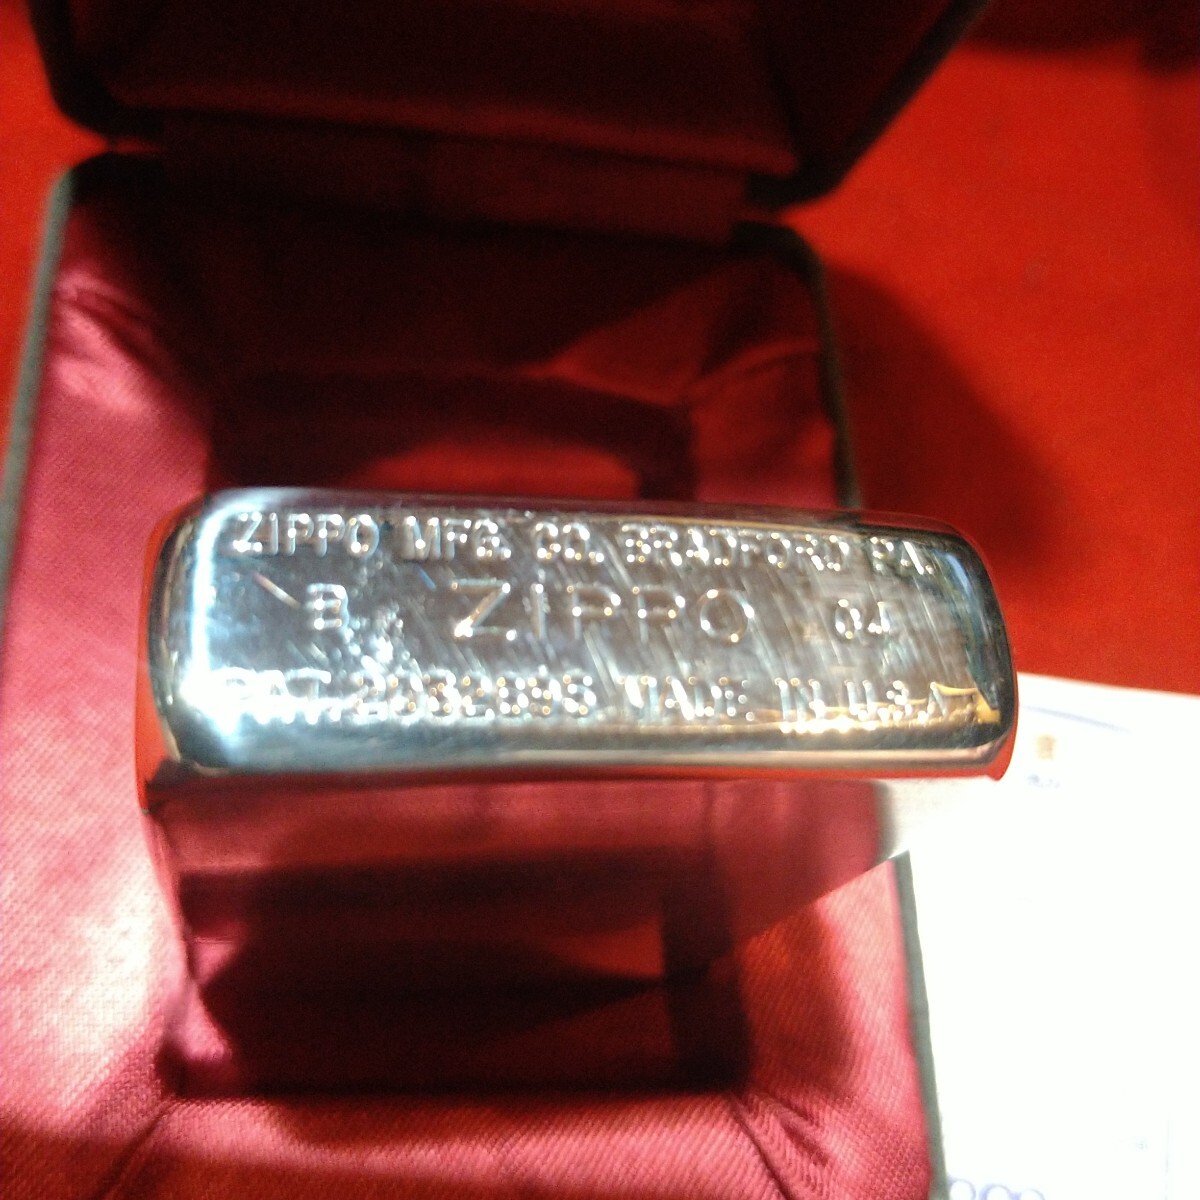 ZIPPO MFG. CO. BRADFORD PA.
B ZIPPO 04
PAT. 2032695 MADE IN U.S.A